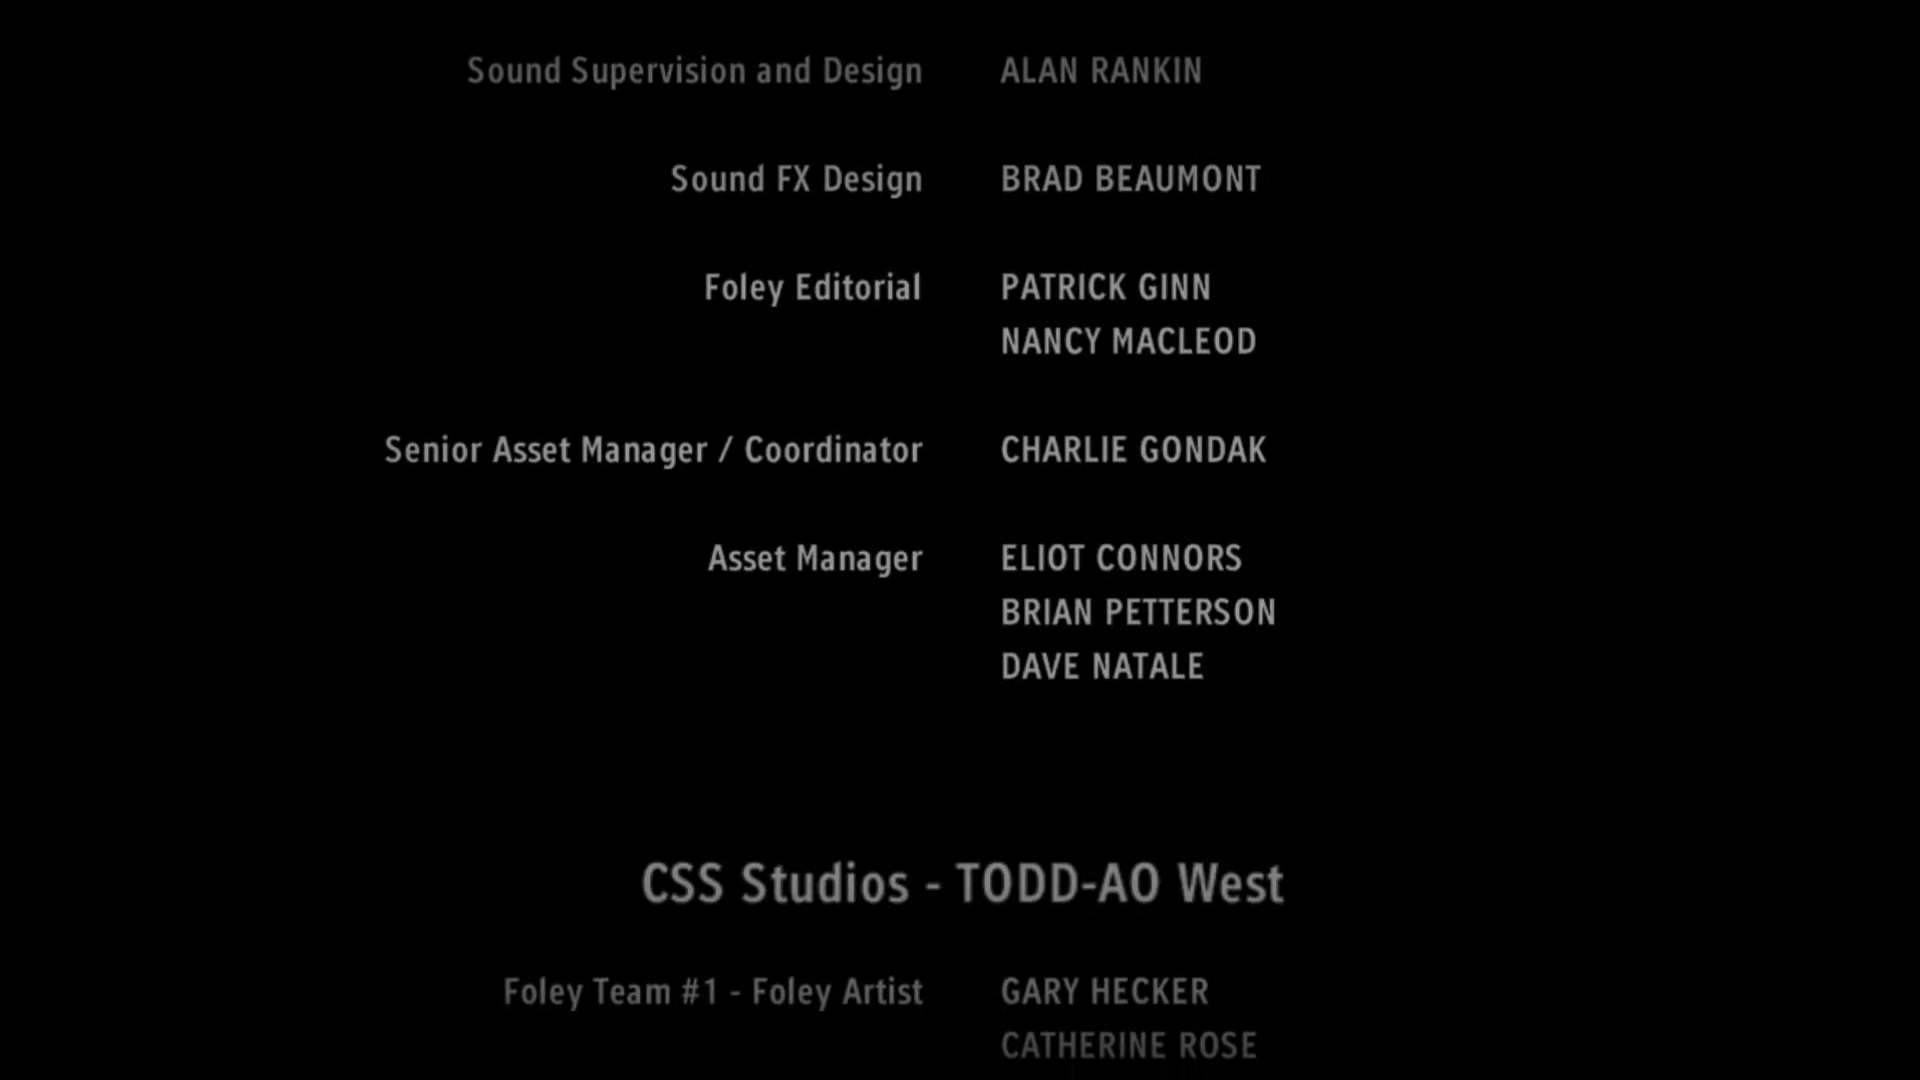 Sound Supervision and Design ALAN RANKIN
Sound FX Design BRAD BEAUMONT
Foley Editorial PATRICK GINN
NANCY MACLEOD
Senior Asset Manager / Coordinator CHARLIE GONDAK
Asset Manager ELIOT CONNORS
BRIAN PETTERSON
DAVE NATALE
CSS Studios - TODD-AO West
Foley Team #1 - Foley Artist GARY HECKER
CATHERINE ROSE